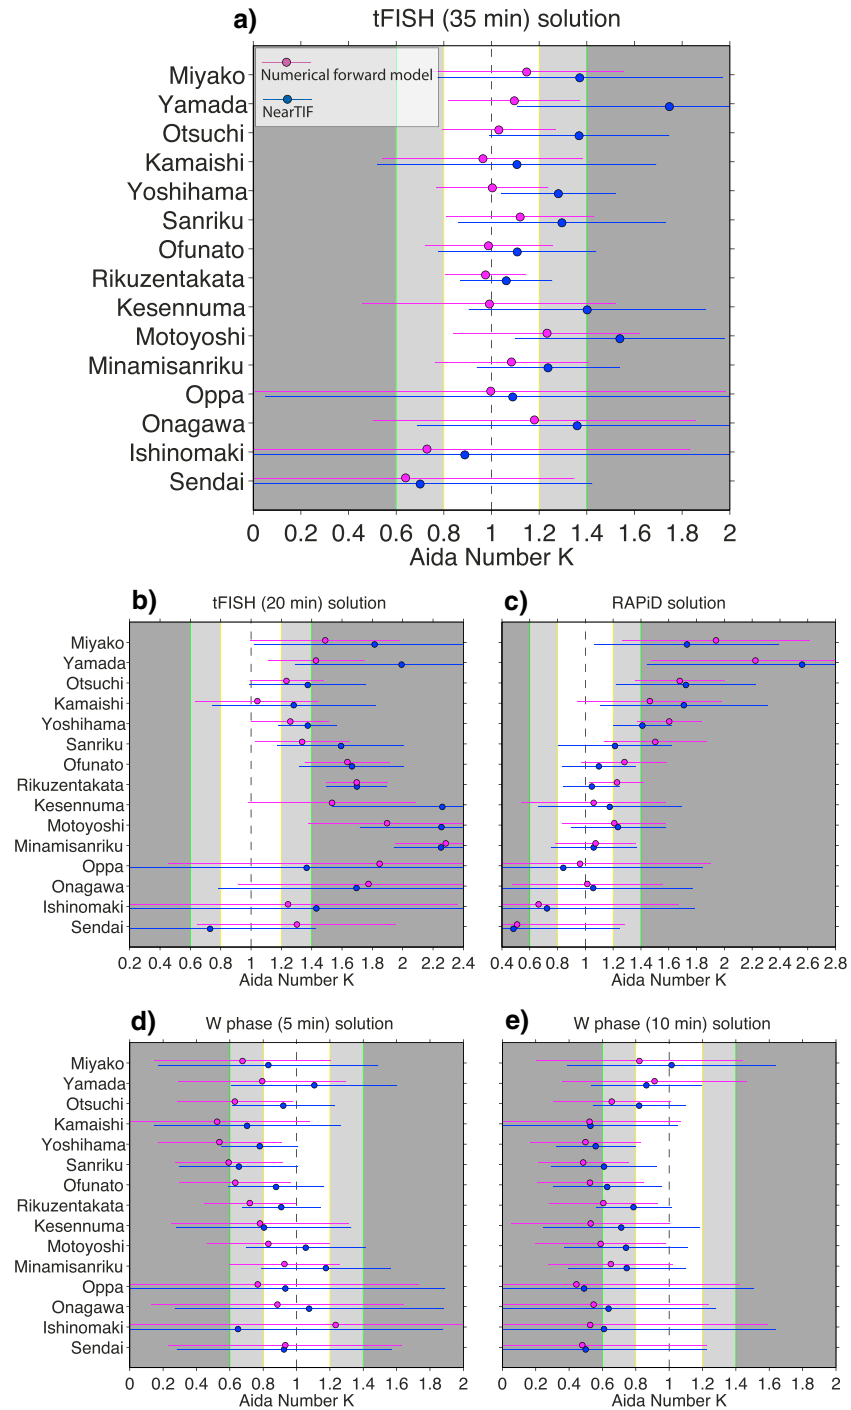 a) tFISH (35 min) solution
Numerical forward model
NearTIF
Miyako
Yamada
Otsuchi
Kamaishi
Yoshihama
Sanriku
Ofunato
Rikuzentakata
Kesennuma
Motoyoshi
Minamisanriku
Oppa
Onagawa
Ishinomaki
Sendai
0 0.2 0.4 0.6 0.8 1 1.2 1.4 1.6 1.8 2
Aida Number K
b) tFISH (20 min) solution
Miyako
Yamada
Otsuchi
Kamaishi
Yoshihama
Sanriku
Ofunato
Rikuzentakata
Kesennuma
Motoyoshi
Minamisanriku
Oppa
Onagawa
Ishinomaki
Sendai
0.2 0.4 0.6 0.8 1 1.2 1.4 1.6 1.8 2 2.2 2.4
Aida Number K
c) RAPiD solution
0.4 0.6 0.8 1 1.2 1.4 1.6 1.8 2 2.2 2.4 2.6 2.8
Aida Number K
d) W phase (5 min) solution
Miyako
Yamada
Otsuchi
Kamaishi
Yoshihama
Sanriku
Ofunato
Rikuzentakata
Kesennuma
Motoyoshi
Minamisanriku
Oppa
Onagawa
Ishinomaki
Sendai
0 0.2 0.4 0.6 0.8 1 1.2 1.4 1.6 1.8 2
Aida Number K
e) W phase (10 min) solution
0 0.2 0.4 0.6 0.8 1 1.2 1.4 1.6 1.8 2
Aida Number K